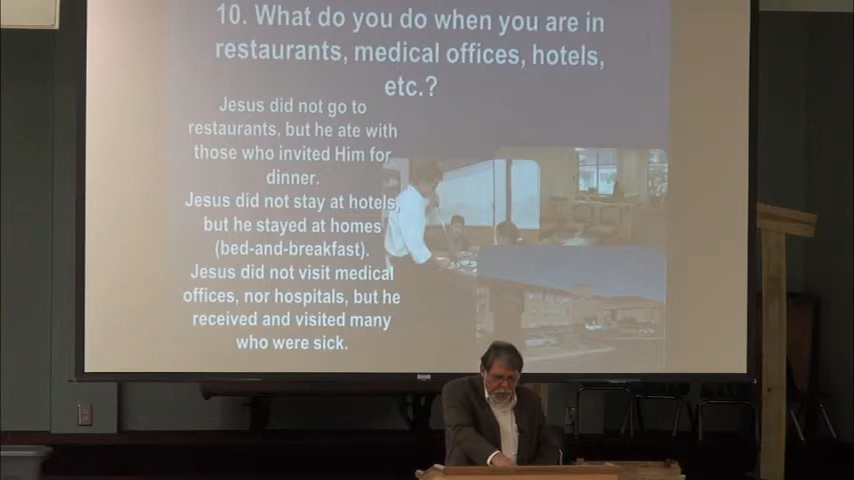 10. What do you do when you are in
restaurants, medical offices, hotels,
etc.?
Jesus did not go to
restaurants, but he ate with
those who invited Him for
dinner.
Jesus did not stay at hotels,
but he stayed at homes
(bed-and-breakfast).
Jesus did not visit medical
offices, nor hospitals, but he
received and visited many
who were sick.